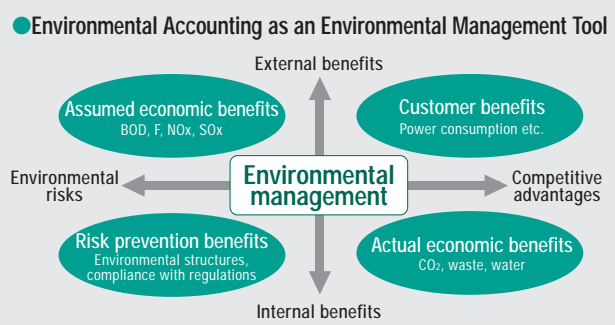 ●Environmental Accounting as an Environmental Management Tool
External benefits
Assumed economic benefits
BOD, F, NOx, SOx
Customer benefits
Power consumption etc.
Environmental
risks
Environmental
management
Competitive
advantages
Risk prevention benefits
Environmental structures,
compliance with regulations
Actual economic benefits
CO₂, waste, water
Internal benefits